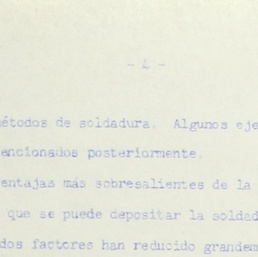 - 4 -
métodos de soldadura. Algunos eje
encionados posteriormente.
entajas más sobresalientes de la
que se puede depositar la soldad
dos factores han reducido grandem